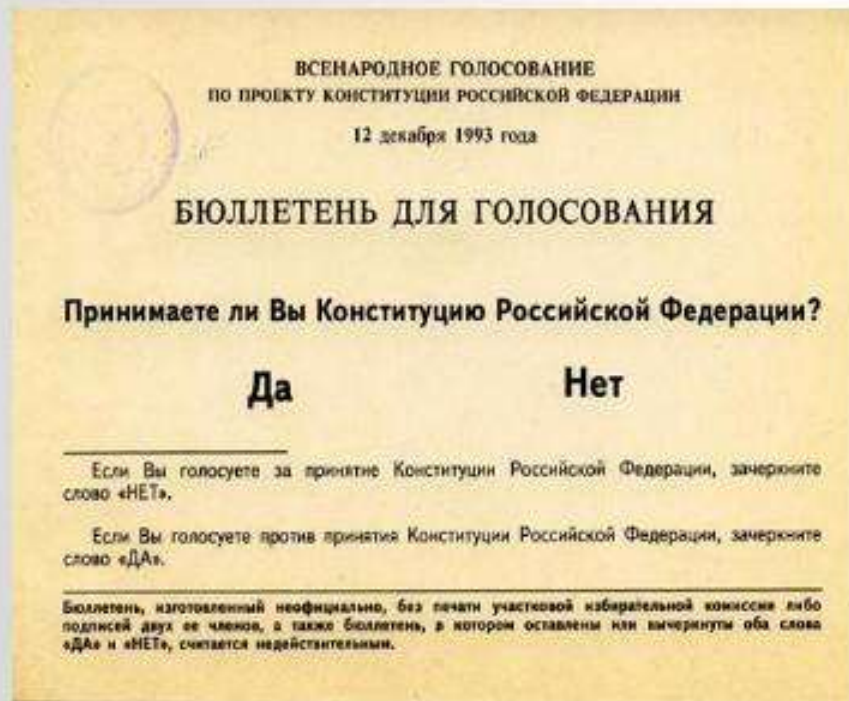 ВСЕНАРОДНОЕ ГОЛОСОВАНИЕ
ПО ПРОЕКТУ КОНСТИТУЦИИ РОССИЙСКОЙ ФЕДЕРАЦИИ
12 декабря 1993 года
БЮЛЛЕТЕНЬ ДЛЯ ГОЛОСОВАНИЯ
Принимаете ли Вы Конституцию Российской Федерации?
Да Нет
Если Вы голосуете за принятие Конституции Российской Федерации, зачеркните
слово «НЕТ».
Если Вы голосуете против принятия Конституции Российской Федерации, зачеркните
слово «ДА».
Бюллетень, изготовленный неофициально, без печати участковой избирательной комиссии либо
подписей двух ее членов, а также бюллетень, в котором оставлены или вычеркнуты оба слова
«ДА» и «НЕТ», считается недействительным.